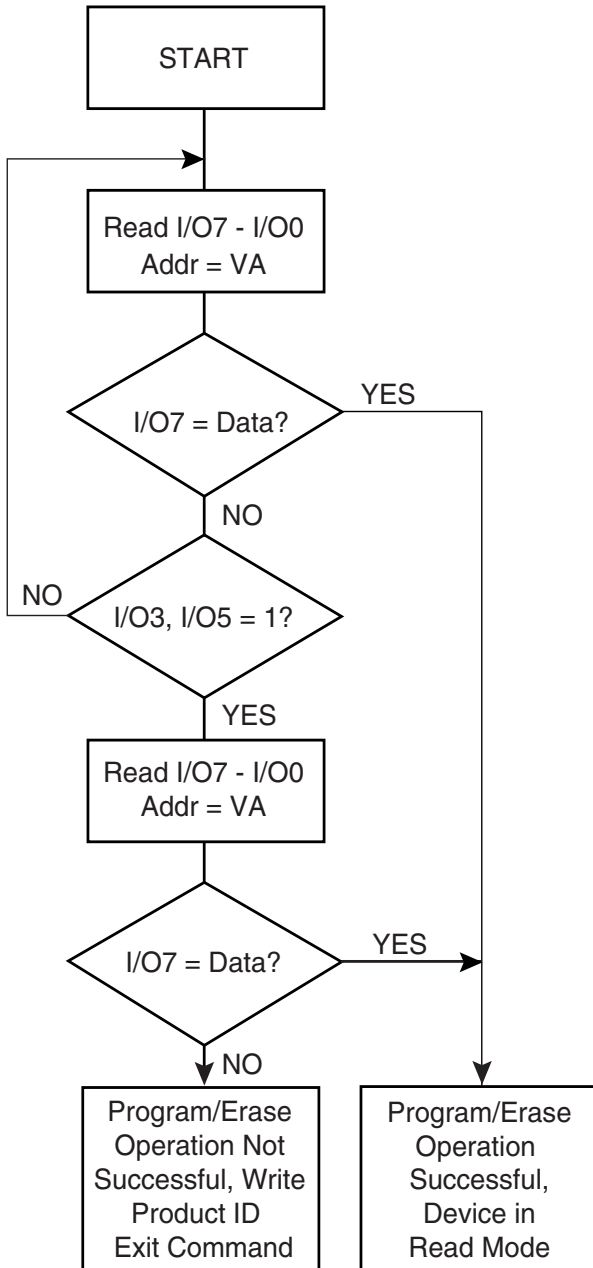 START
Read I/O7 - I/O0
Addr = VA
I/O7 = Data?
YES
NO
I/O3, I/O5 = 1?
NO
YES
Read I/O7 - I/O0
Addr = VA
I/O7 = Data?
YES
NO
Program/Erase
Operation Not
Successful, Write
Product ID
Exit Command
Program/Erase
Operation
Successful,
Device in
Read Mode